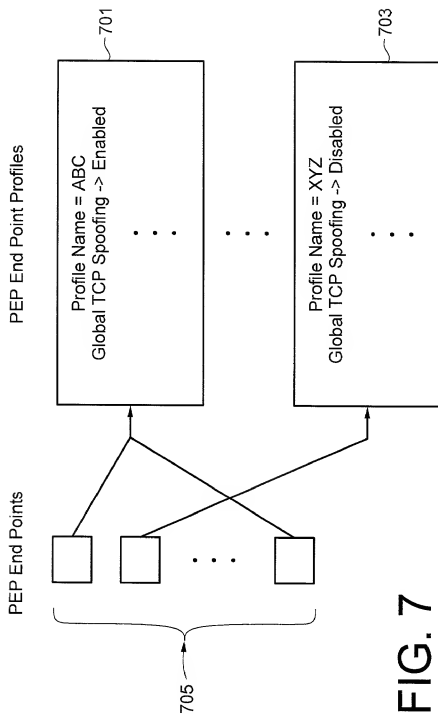 PEP End Points
PEP End Point Profiles
701
Profile Name = ABC
Global TCP Spoofing -> Enabled
703
Profile Name = XYZ
Global TCP Spoofing -> Disabled
705
FIG. 7